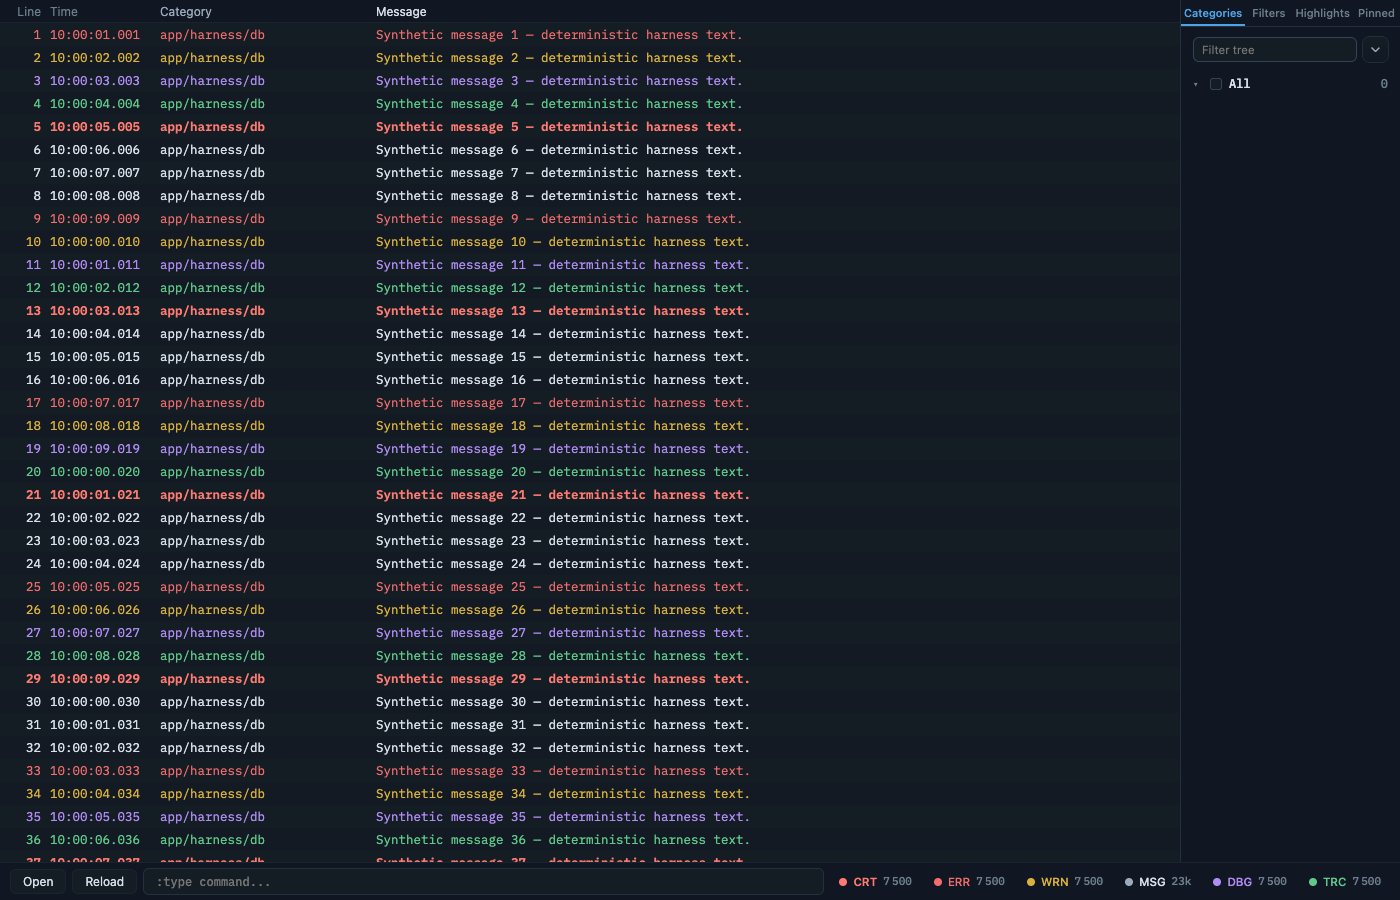 Line Time Category Message
1 10:00:01.001 app/harness/db Synthetic message 1 — deterministic harness text.
2 10:00:02.002 app/harness/db Synthetic message 2 — deterministic harness text.
3 10:00:03.003 app/harness/db Synthetic message 3 — deterministic harness text.
4 10:00:04.004 app/harness/db Synthetic message 4 — deterministic harness text.
5 10:00:05.005 app/harness/db Synthetic message 5 — deterministic harness text.
6 10:00:06.006 app/harness/db Synthetic message 6 — deterministic harness text.
7 10:00:07.007 app/harness/db Synthetic message 7 — deterministic harness text.
8 10:00:08.008 app/harness/db Synthetic message 8 — deterministic harness text.
9 10:00:09.009 app/harness/db Synthetic message 9 — deterministic harness text.
10 10:00:00.010 app/harness/db Synthetic message 10 — deterministic harness text.
11 10:00:01.011 app/harness/db Synthetic message 11 — deterministic harness text.
12 10:00:02.012 app/harness/db Synthetic message 12 — deterministic harness text.
13 10:00:03.013 app/harness/db Synthetic message 13 — deterministic harness text.
14 10:00:04.014 app/harness/db Synthetic message 14 — deterministic harness text.
15 10:00:05.015 app/harness/db Synthetic message 15 — deterministic harness text.
16 10:00:06.016 app/harness/db Synthetic message 16 — deterministic harness text.
17 10:00:07.017 app/harness/db Synthetic message 17 — deterministic harness text.
18 10:00:08.018 app/harness/db Synthetic message 18 — deterministic harness text.
19 10:00:09.019 app/harness/db Synthetic message 19 — deterministic harness text.
20 10:00:00.020 app/harness/db Synthetic message 20 — deterministic harness text.
21 10:00:01.021 app/harness/db Synthetic message 21 — deterministic harness text.
22 10:00:02.022 app/harness/db Synthetic message 22 — deterministic harness text.
23 10:00:03.023 app/harness/db Synthetic message 23 — deterministic harness text.
24 10:00:04.024 app/harness/db Synthetic message 24 — deterministic harness text.
25 10:00:05.025 app/harness/db Synthetic message 25 — deterministic harness text.
26 10:00:06.026 app/harness/db Synthetic message 26 — deterministic harness text.
27 10:00:07.027 app/harness/db Synthetic message 27 — deterministic harness text.
28 10:00:08.028 app/harness/db Synthetic message 28 — deterministic harness text.
29 10:00:09.029 app/harness/db Synthetic message 29 — deterministic harness text.
30 10:00:00.030 app/harness/db Synthetic message 30 — deterministic harness text.
31 10:00:01.031 app/harness/db Synthetic message 31 — deterministic harness text.
32 10:00:02.032 app/harness/db Synthetic message 32 — deterministic harness text.
33 10:00:03.033 app/harness/db Synthetic message 33 — deterministic harness text.
34 10:00:04.034 app/harness/db Synthetic message 34 — deterministic harness text.
35 10:00:05.035 app/harness/db Synthetic message 35 — deterministic harness text.
36 10:00:06.036 app/harness/db Synthetic message 36 — deterministic harness text.
Categories Filters Highlights Pinned
Filter tree
All 0
Open Reload :type command... CRT 7 500 ERR 7 500 WRN 7 500 MSG 23k DBG 7 500 TRC 7 500